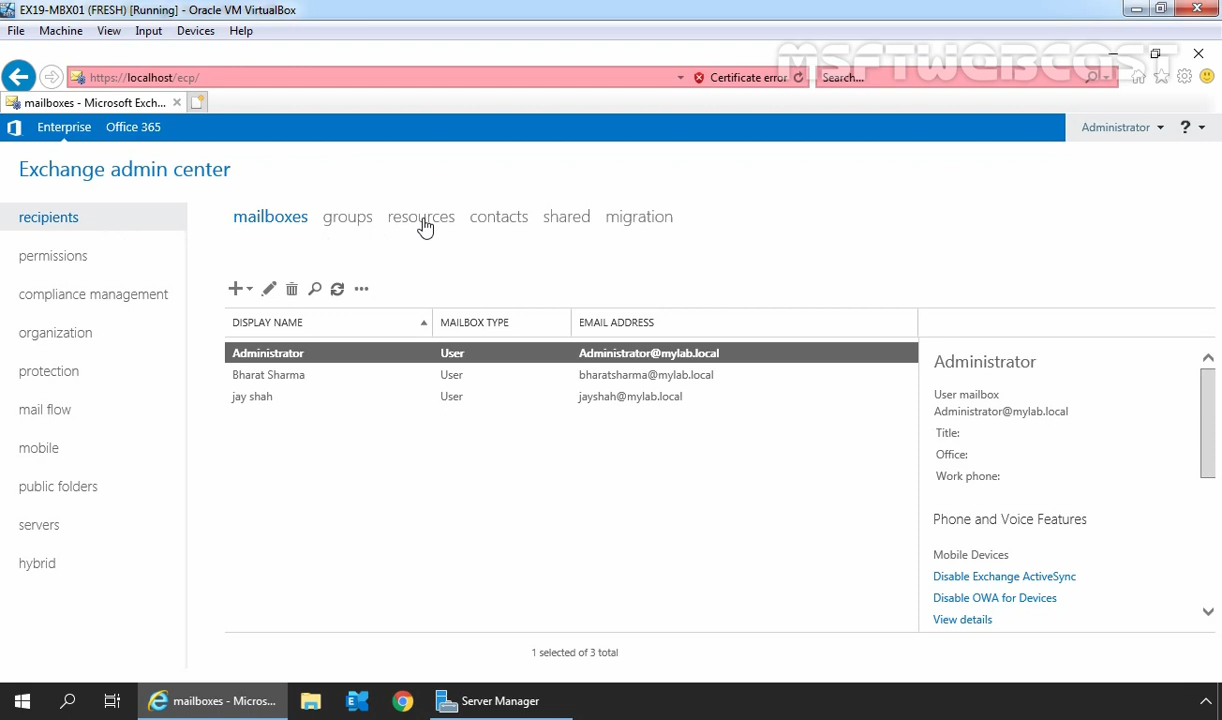 EX19-MBX01 (FRESH) [Running] - Oracle VM VirtualBox
File Machine View Input Devices Help
MSFTWEBCAST
https://localhost/ecp/ Certificate error Search...
mailboxes - Microsoft Exch...
Enterprise Office 365 Administrator ?
Exchange admin center
recipients
permissions
compliance management
organization
protection
mail flow
mobile
public folders
servers
hybrid
mailboxes groups resources contacts shared migration
DISPLAY NAME MAILBOX TYPE EMAIL ADDRESS
Administrator User Administrator@mylab.local
Bharat Sharma User bharatsharma@mylab.local
jay shah User jayshah@mylab.local
1 selected of 3 total
Administrator
User mailbox
Administrator@mylab.local
Title:
Office:
Work phone:
Phone and Voice Features
Mobile Devices
Disable Exchange ActiveSync
Disable OWA for Devices
View details
mailboxes - Micros... Server Manager